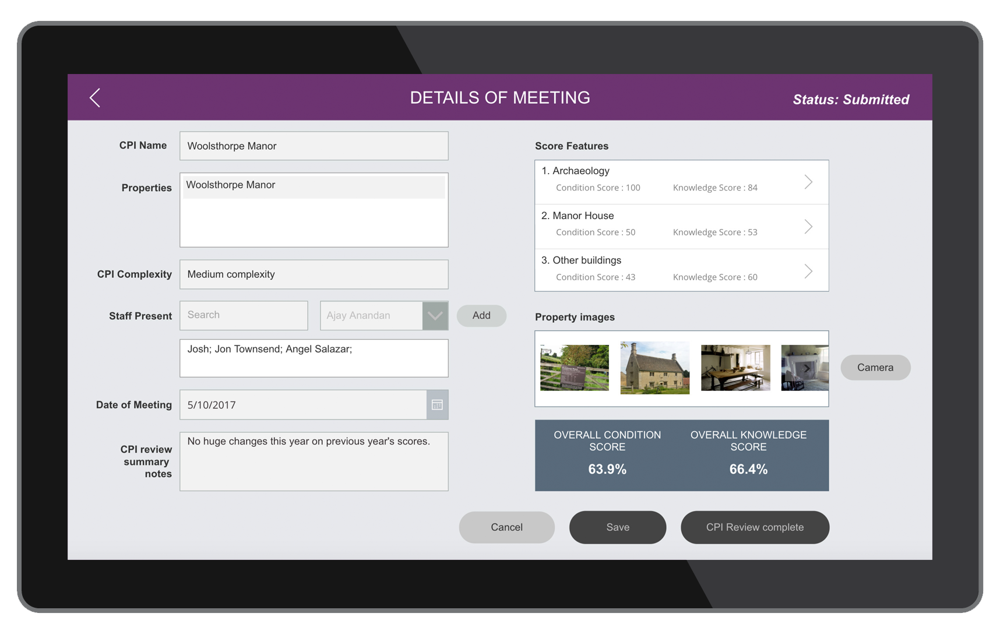 DETAILS OF MEETING
Status: Submitted
CPI Name
Woolsthorpe Manor
Properties
Woolsthorpe Manor
CPI Complexity
Medium complexity
Staff Present
Search
Ajay Anandan
Add
Josh; Jon Townsend; Angel Salazar;
Date of Meeting
5/10/2017
CPI review
summary
notes
No huge changes this year on previous year's scores.
Score Features
1. Archaeology
Condition Score : 100
Knowledge Score : 84
2. Manor House
Condition Score : 50
Knowledge Score : 53
3. Other buildings
Condition Score : 43
Knowledge Score : 60
Property images
Camera
OVERALL CONDITION
SCORE
63.9%
OVERALL KNOWLEDGE
SCORE
66.4%
Cancel
Save
CPI Review complete